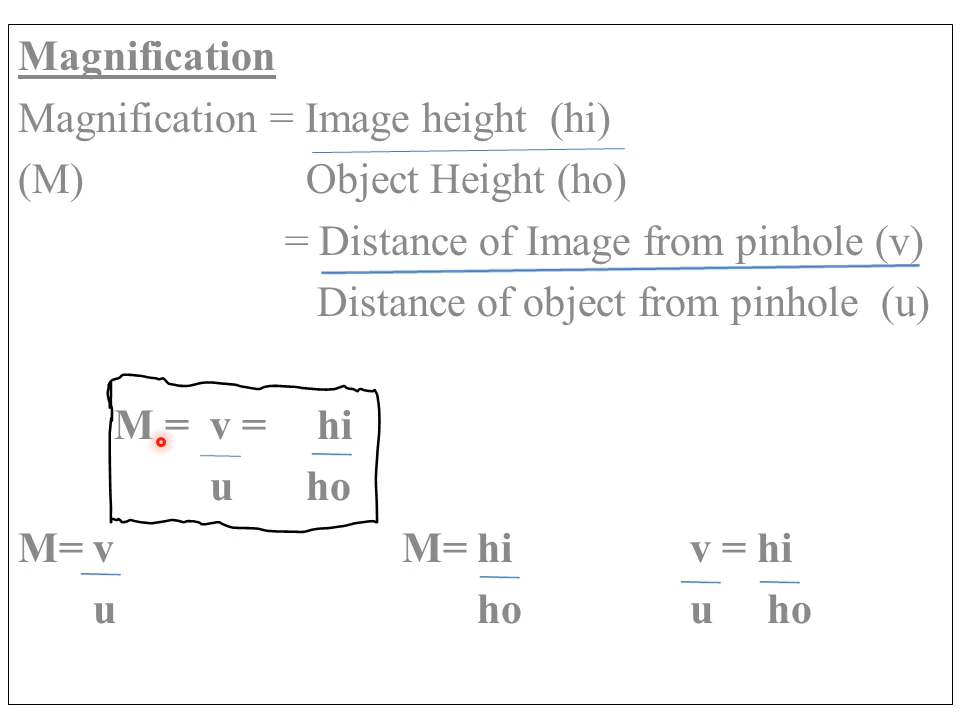 Magnification
Magnification = Image height (hi)
(M) Object Height (ho)
= Distance of Image from pinhole (v)
Distance of object from pinhole (u)
M = v = hi
u ho
M= v M= hi v = hi
u ho u ho